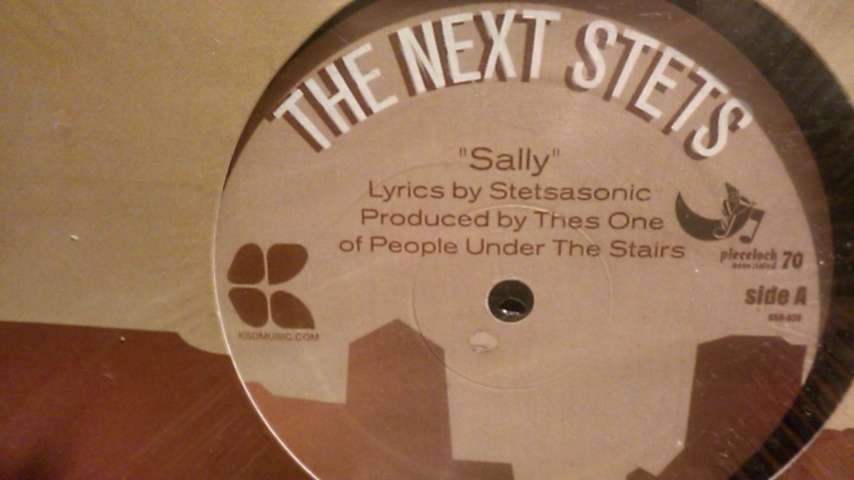 THE NEXT STETS
"Sally"
Lyrics by Stetsasonic
Produced by Thes One
of People Under The Stairs
piecelock 70
side A
KSDMUSIC.COM